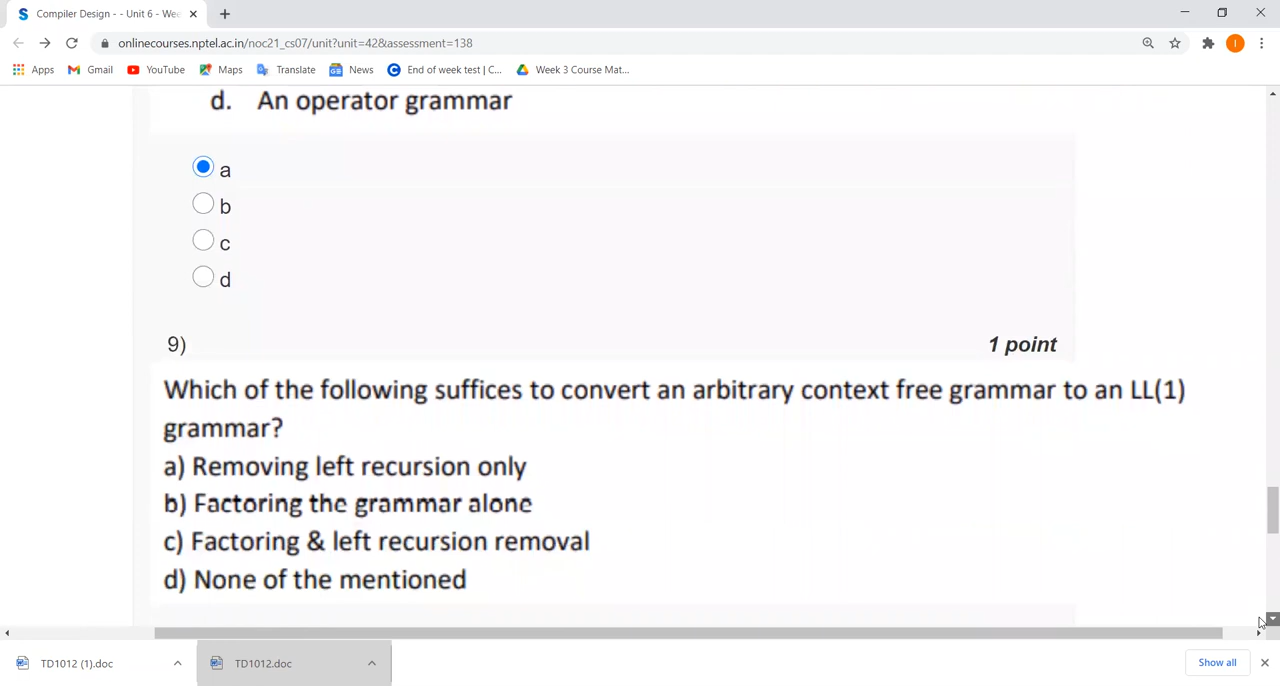 Compiler Design - - Unit 6 - Wee
onlinecourses.nptel.ac.in/noc21_cs07/unit?unit=42&assessment=138
I
Apps Gmail YouTube Maps Translate News End of week test | C... Week 3 Course Mat...
d. An operator grammar
a
b
c
d
9) 1 point
Which of the following suffices to convert an arbitrary context free grammar to an LL(1)
grammar?
a) Removing left recursion only
b) Factoring the grammar alone
c) Factoring & left recursion removal
d) None of the mentioned
TD1012 (1).doc TD1012.doc Show all